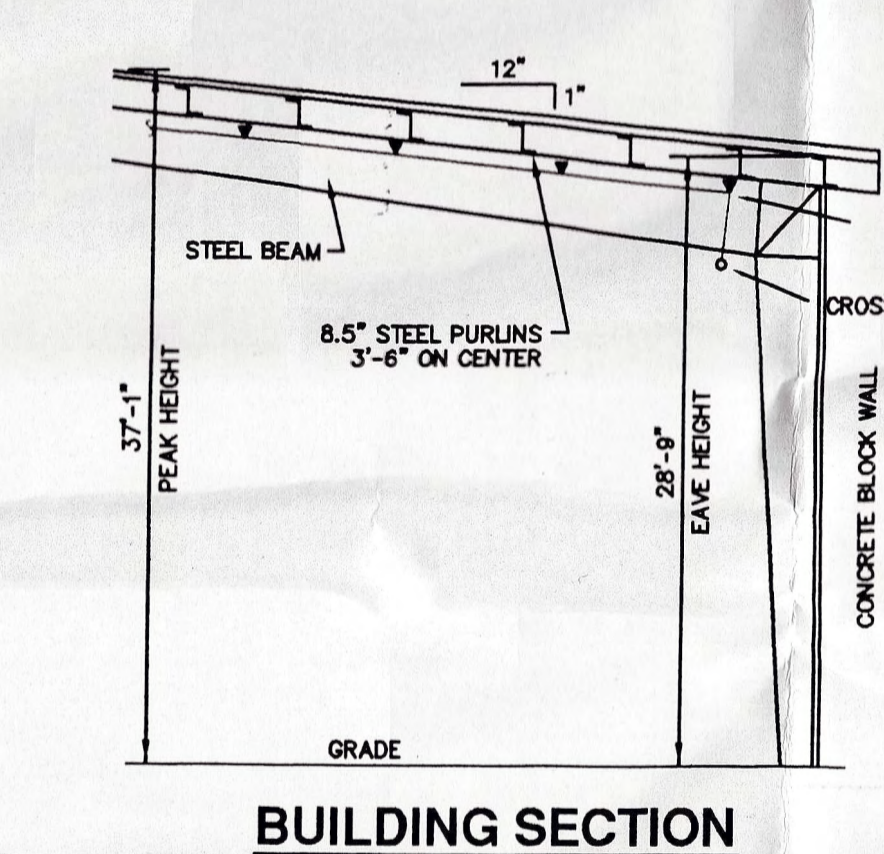 12"
1"
STEEL BEAM
CROS
8.5" STEEL PURLINS
3'-6" ON CENTER
37'-1"
PEAK HEIGHT
28'-9"
EAVE HEIGHT
CONCRETE BLOCK WALL
GRADE
BUILDING SECTION